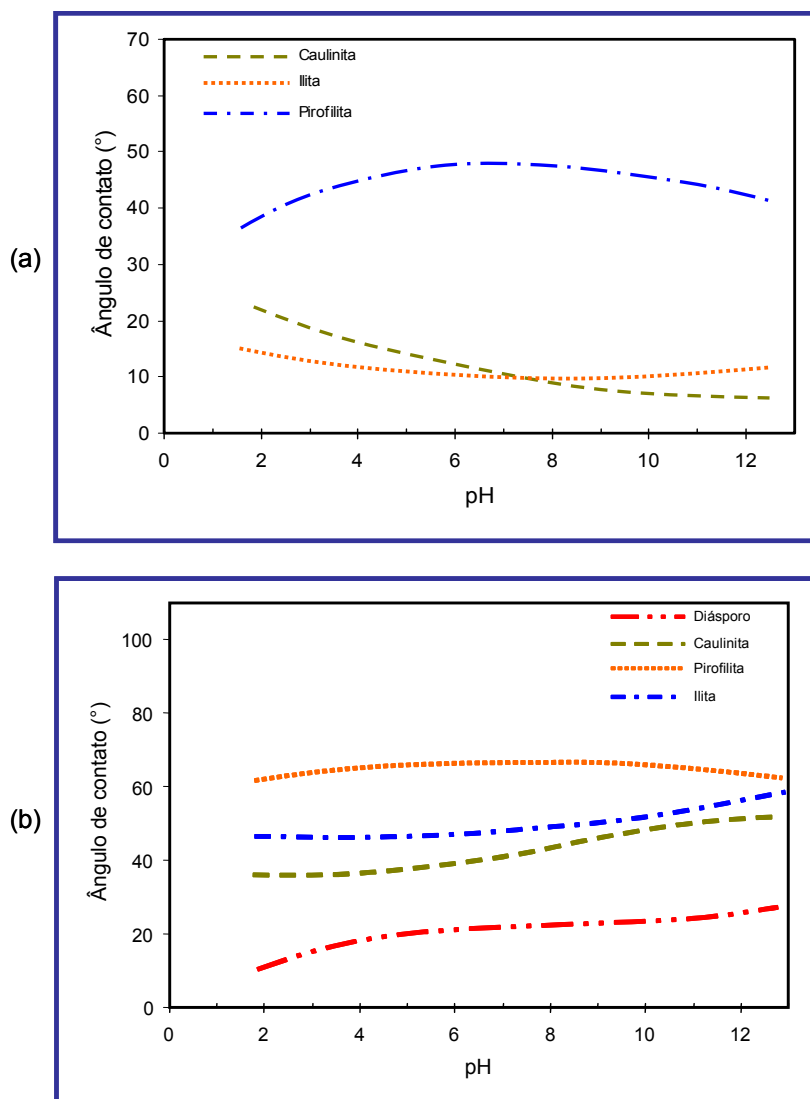 (a)
Ângulo de contato (°)
70
60
50
40
30
20
10
0
Caulinita
Ilita
Pirofilita
0 2 4 6 8 10 12
pH
(b)
Ângulo de contato (°)
100
80
60
40
20
0
Diásporo
Caulinita
Pirofilita
Ilita
0 2 4 6 8 10 12
pH